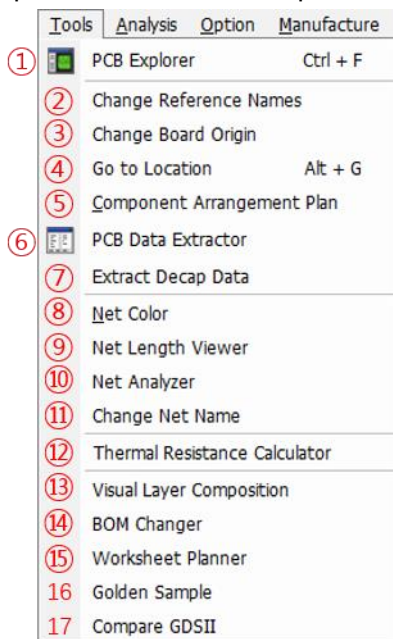 Tools Analysis Option Manufacture
① PCB Explorer Ctrl + F
② Change Reference Names
③ Change Board Origin
④ Go to Location Alt + G
⑤ Component Arrangement Plan
⑥ PCB Data Extractor
⑦ Extract Decap Data
⑧ Net Color
⑨ Net Length Viewer
⑩ Net Analyzer
⑪ Change Net Name
⑫ Thermal Resistance Calculator
⑬ Visual Layer Composition
⑭ BOM Changer
⑮ Worksheet Planner
16 Golden Sample
17 Compare GDSII